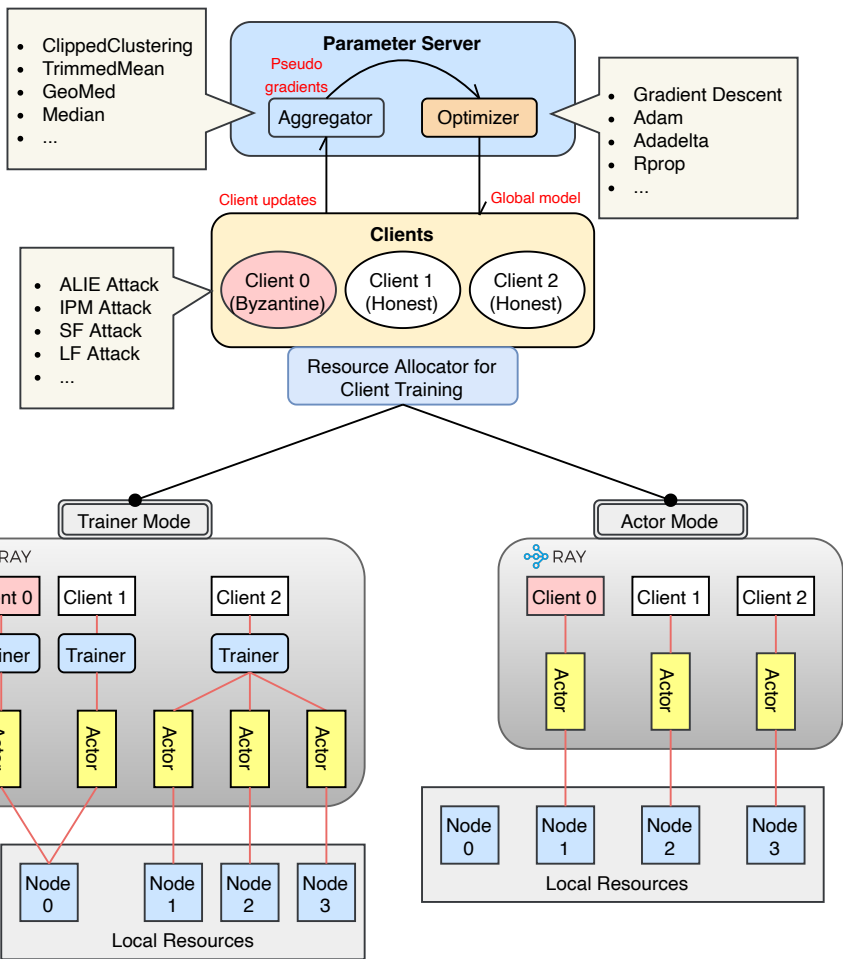 Parameter Server
• ClippedClustering
• TrimmedMean
• GeoMed
• Median
• ...
Pseudo
gradients
Aggregator
Optimizer
• Gradient Descent
• Adam
• Adadelta
• Rprop
• ...
Client updates
Global model
Clients
Client 0
(Byzantine)
Client 1
(Honest)
Client 2
(Honest)
• ALIE Attack
• IPM Attack
• SF Attack
• LF Attack
• ...
Resource Allocator for
Client Training
Trainer Mode
RAY
nt 0
Client 1
Client 2
iner
Trainer
Trainer
Actor
Actor
Actor
Actor
Actor
Node
0
Node
1
Node
2
Node
3
Local Resources
Actor Mode
RAY
Client 0
Client 1
Client 2
Actor
Actor
Actor
Node
0
Node
1
Node
2
Node
3
Local Resources